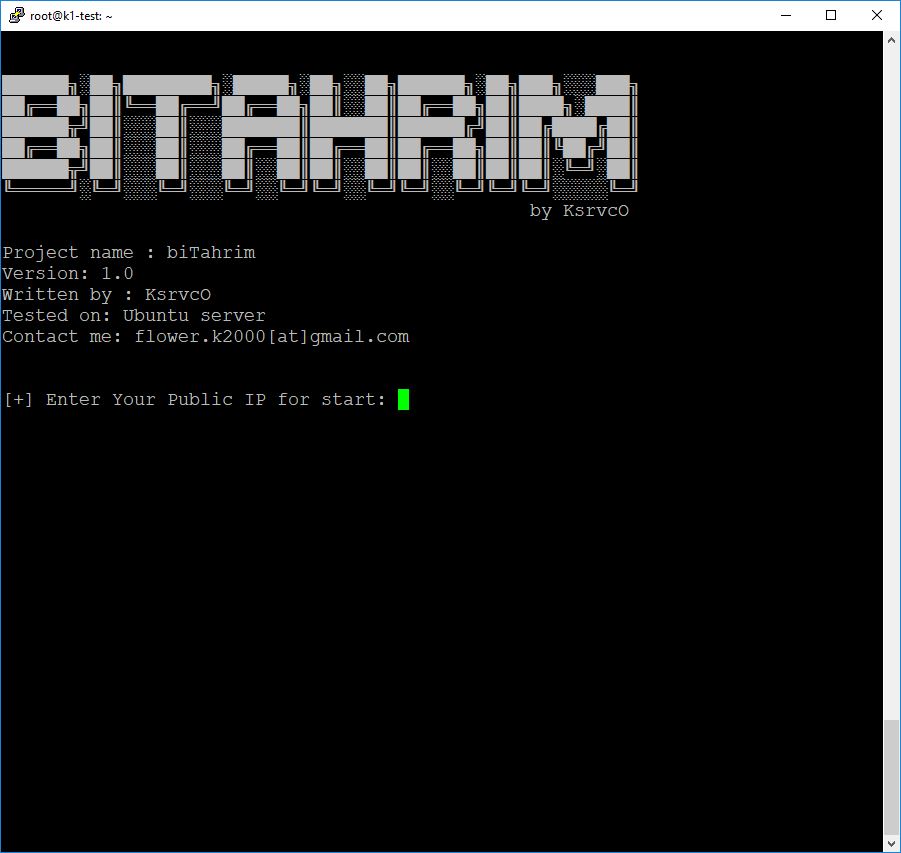 root@k1-test: ~
BITAHRIM
by KsrvcO
Project name : biTahrim
Version: 1.0
Written by : KsrvcO
Tested on: Ubuntu server
Contact me: flower.k2000[at]gmail.com
[+] Enter Your Public IP for start: